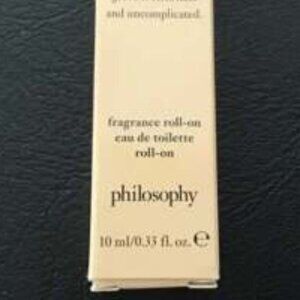 and uncomplicated.
fragrance roll-on
eau de toilette
roll-on
philosophy
10 ml/0.33 fl. oz. ℮